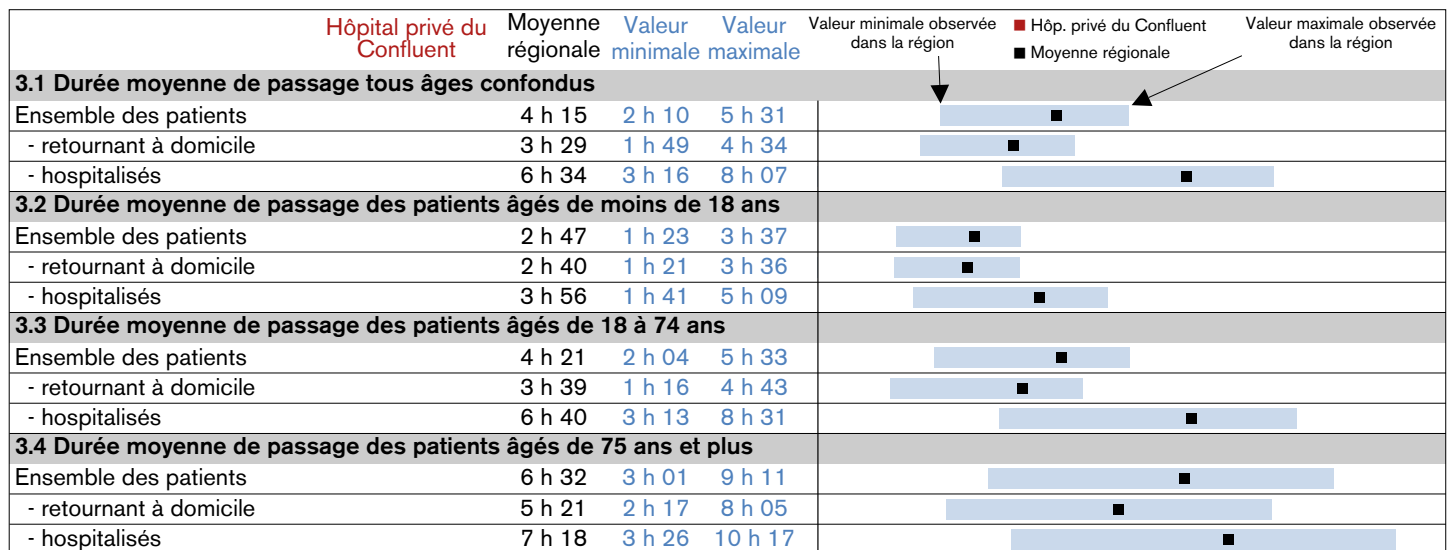 Hôpital privé du Confluent Moyenne régionale Valeur minimale Valeur maximale
Valeur minimale observée dans la région
Hôp. privé du Confluent
Moyenne régionale
Valeur maximale observée dans la région
3.1 Durée moyenne de passage tous âges confondus
Ensemble des patients 4 h 15 2 h 10 5 h 31
- retournant à domicile 3 h 29 1 h 49 4 h 34
- hospitalisés 6 h 34 3 h 16 8 h 07
3.2 Durée moyenne de passage des patients âgés de moins de 18 ans
Ensemble des patients 2 h 47 1 h 23 3 h 37
- retournant à domicile 2 h 40 1 h 21 3 h 36
- hospitalisés 3 h 56 1 h 41 5 h 09
3.3 Durée moyenne de passage des patients âgés de 18 à 74 ans
Ensemble des patients 4 h 21 2 h 04 5 h 33
- retournant à domicile 3 h 39 1 h 16 4 h 43
- hospitalisés 6 h 40 3 h 13 8 h 31
3.4 Durée moyenne de passage des patients âgés de 75 ans et plus
Ensemble des patients 6 h 32 3 h 01 9 h 11
- retournant à domicile 5 h 21 2 h 17 8 h 05
- hospitalisés 7 h 18 3 h 26 10 h 17